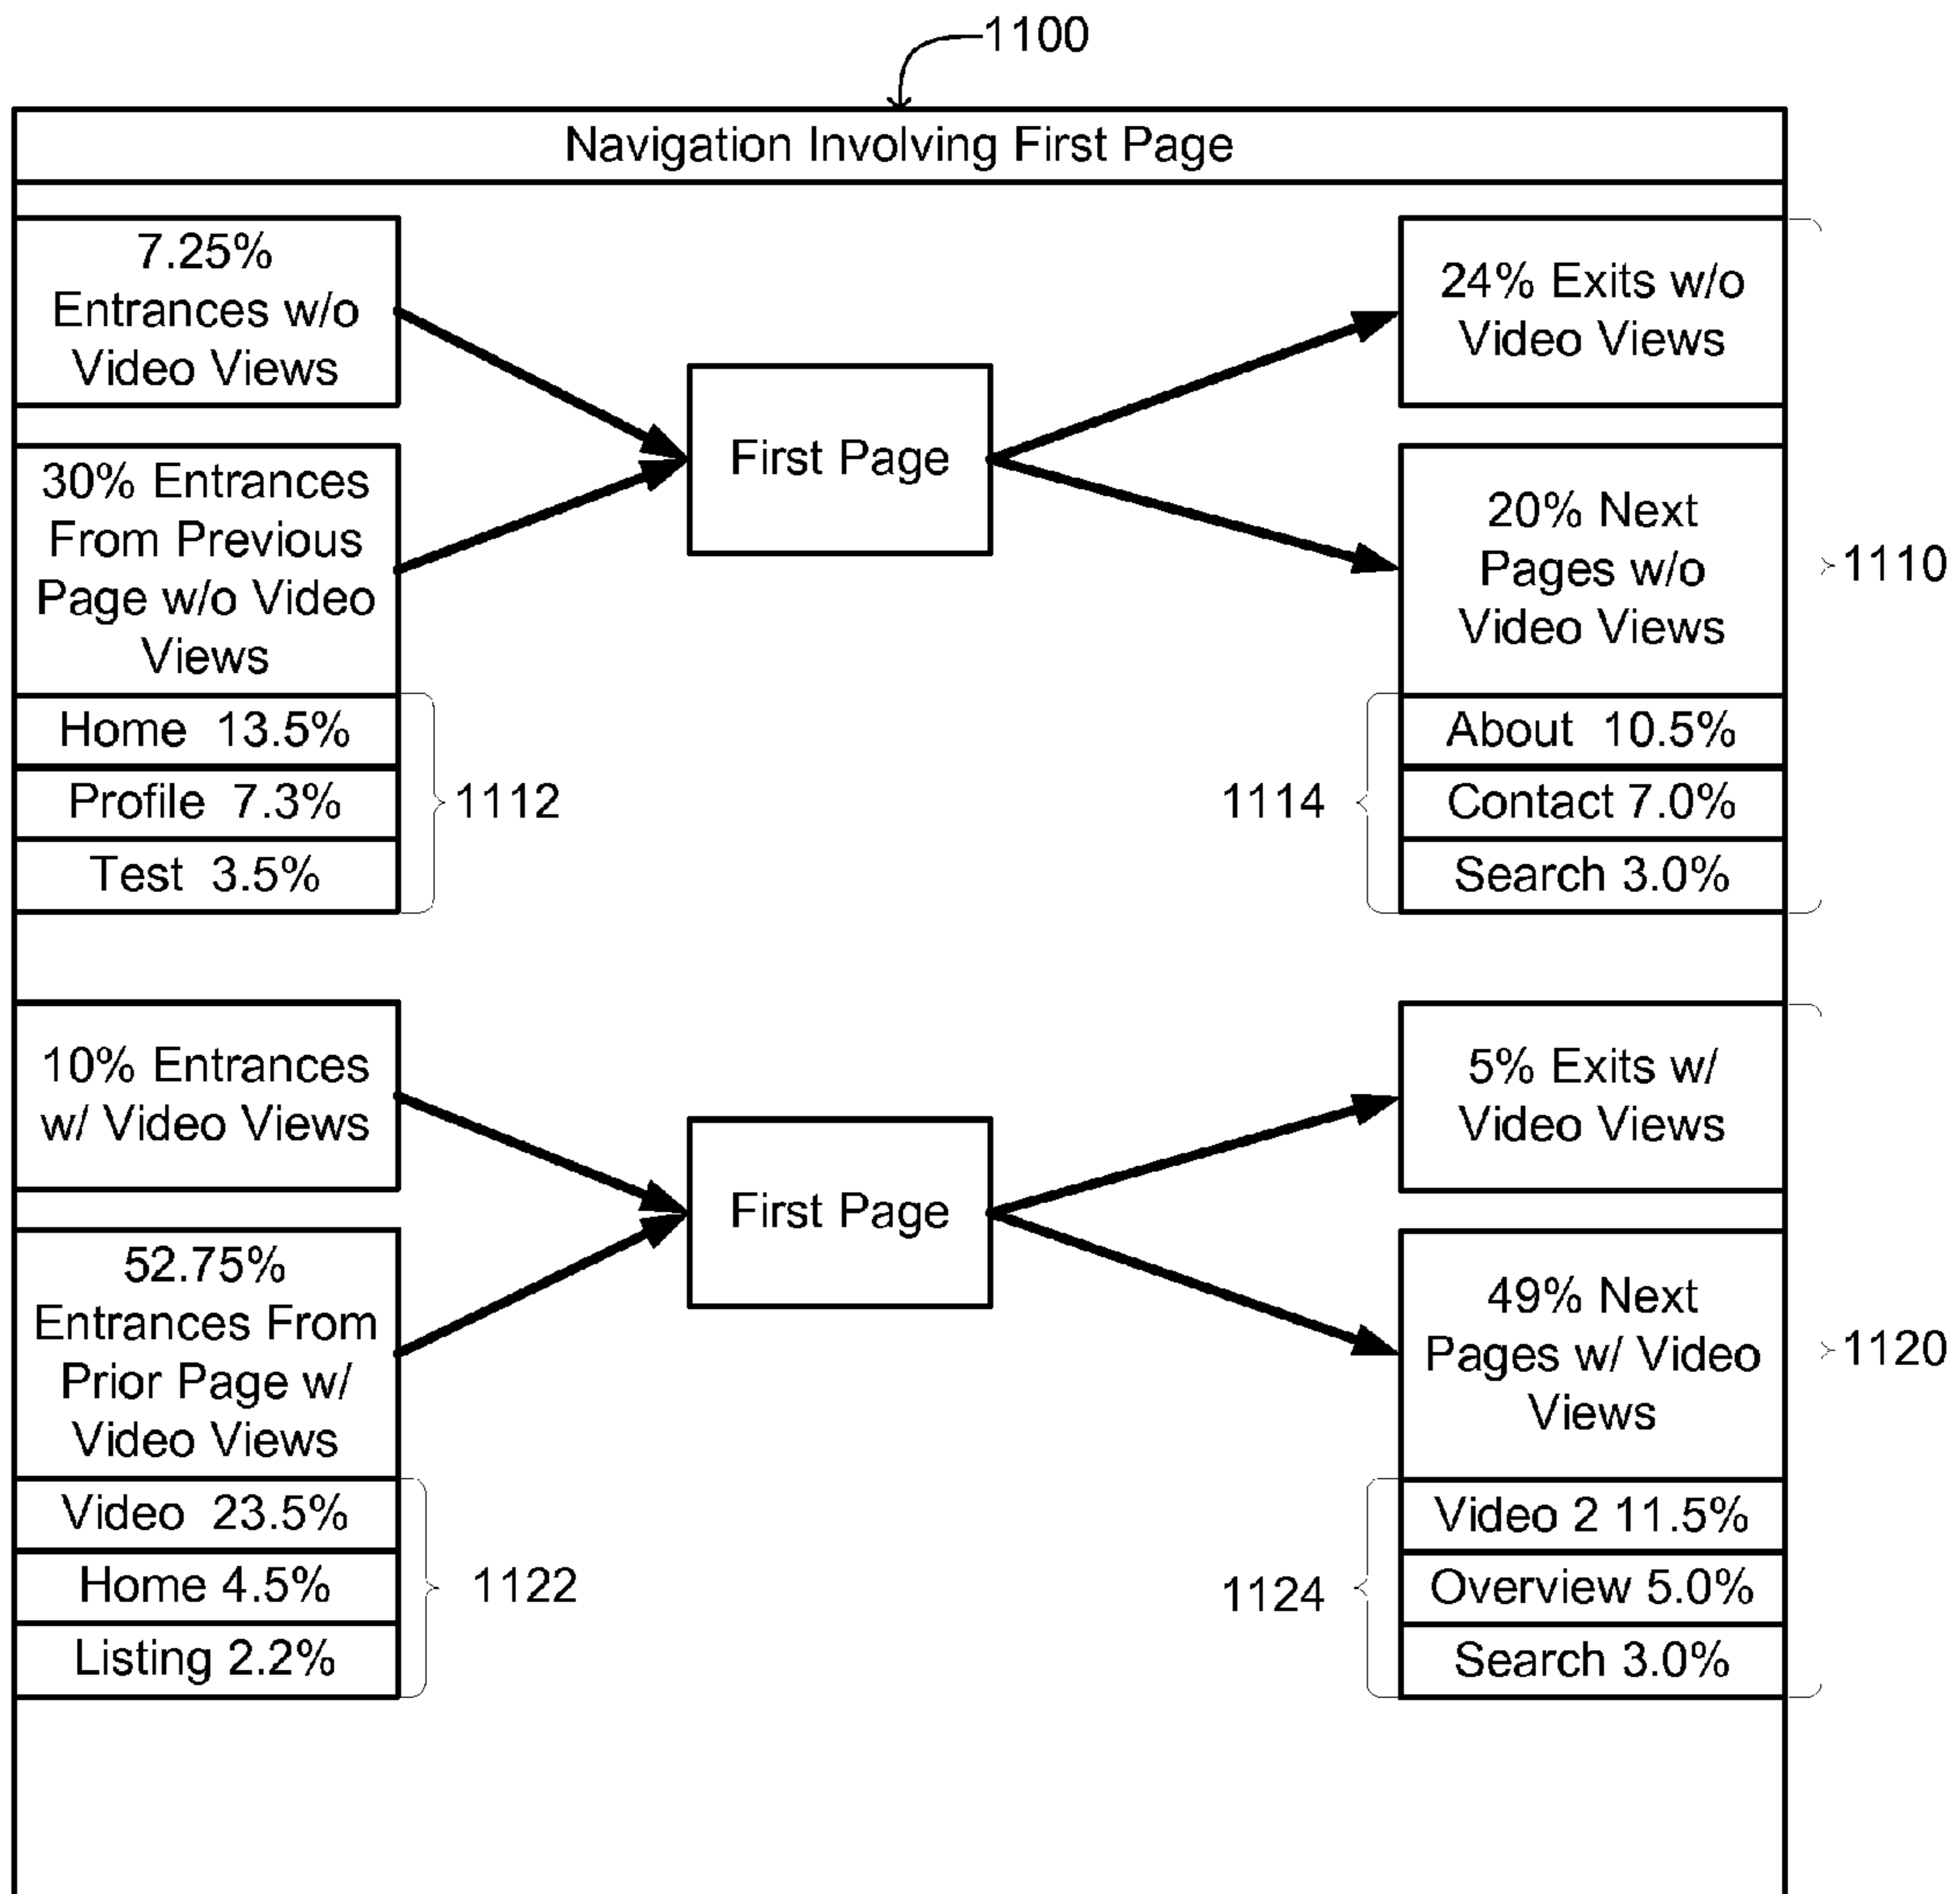 1100
Navigation Involving First Page
7.25%
Entrances w/o
Video Views
30% Entrances
From Previous
Page w/o Video
Views
Home 13.5%
Profile 7.3%
Test 3.5%
1112
First Page
24% Exits w/o
Video Views
20% Next
Pages w/o
Video Views
About 10.5%
Contact 7.0%
Search 3.0%
1114
1110
10% Entrances
w/ Video Views
52.75%
Entrances From
Prior Page w/
Video Views
Video 23.5%
Home 4.5%
Listing 2.2%
1122
First Page
5% Exits w/
Video Views
49% Next
Pages w/ Video
Views
Video 2 11.5%
Overview 5.0%
Search 3.0%
1124
1120